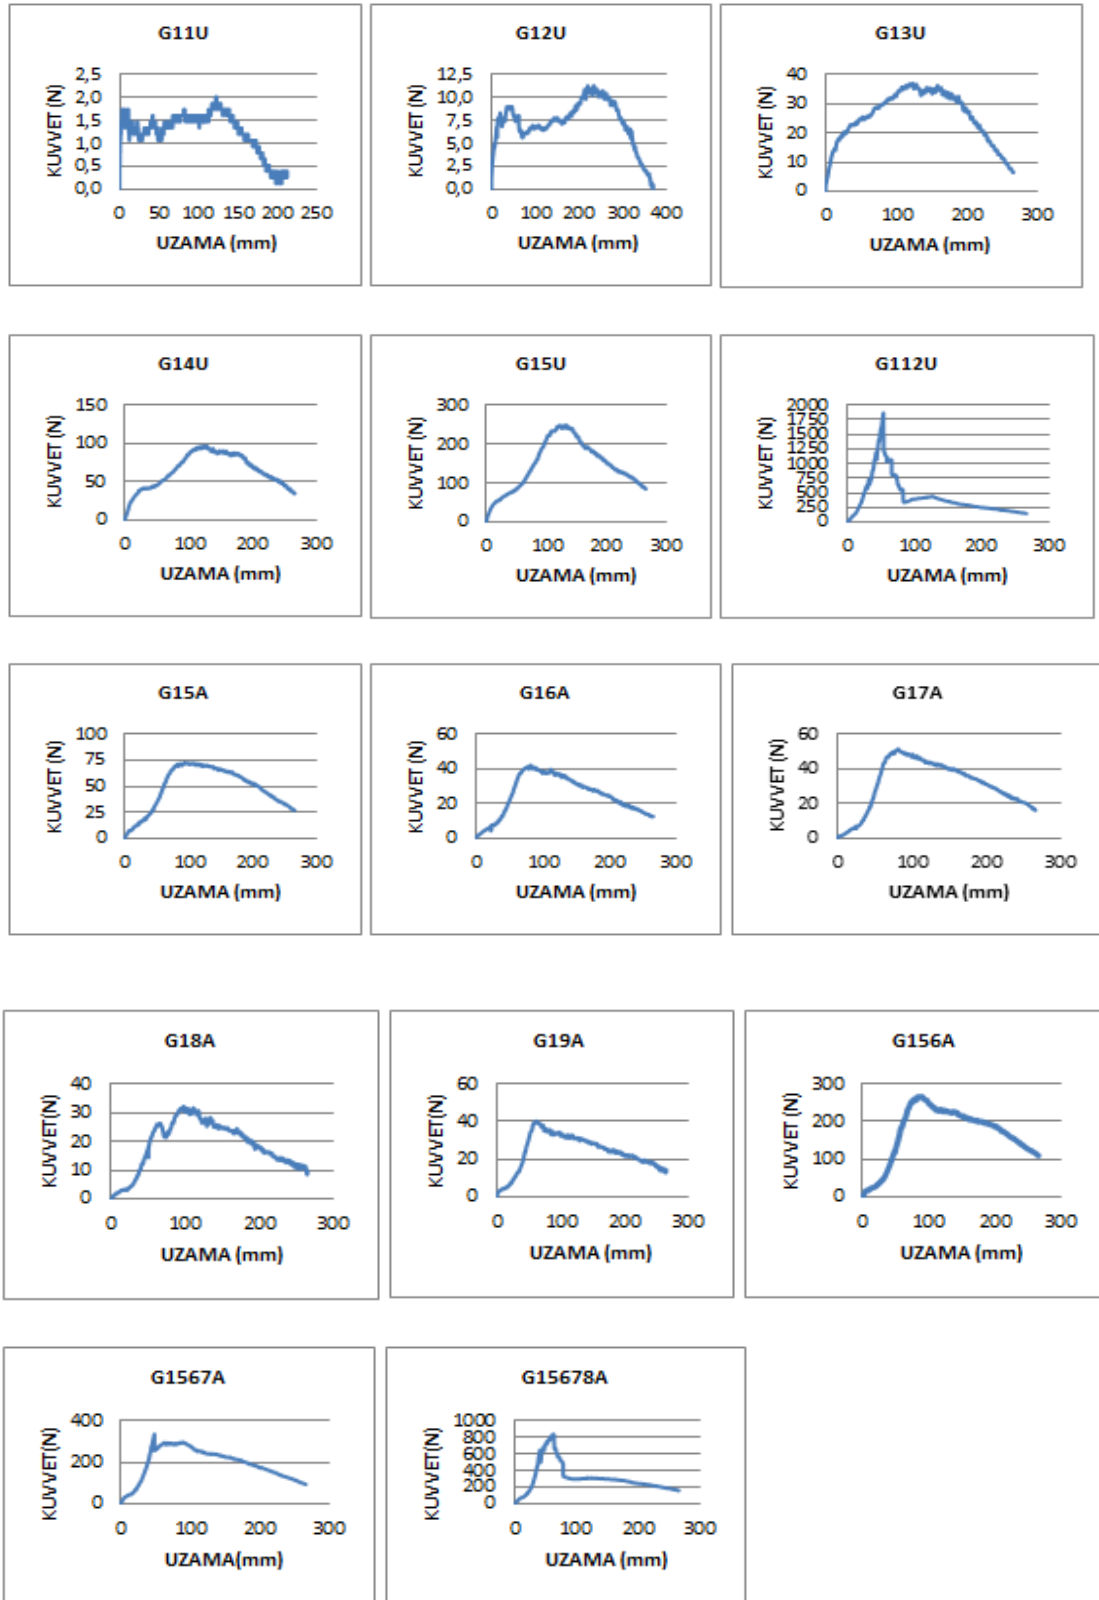 G11U
KUVVET (N)
2,5
2,0
1,5
1,0
0,5
0,0
0 50 100 150 200 250
UZAMA (mm)
G12U
KUVVET (N)
12,5
10,0
7,5
5,0
2,5
0,0
0 100 200 300 400
UZAMA (mm)
G13U
KUVVET (N)
40
30
20
10
0
0 100 200 300
UZAMA (mm)
G14U
KUVVET (N)
150
100
50
0
0 100 200 300
UZAMA (mm)
G15U
KUVVET (N)
300
200
100
0
0 100 200 300
UZAMA (mm)
G112U
KUVVET (N)
2000
1750
1500
1250
1000
750
500
250
0
0 100 200 300
UZAMA (mm)
G15A
KUVVET (N)
100
75
50
25
0
0 100 200 300
UZAMA (mm)
G16A
KUVVET (N)
60
40
20
0
0 100 200 300
UZAMA (mm)
G17A
KUVVET (N)
60
40
20
0
0 100 200 300
UZAMA (mm)
G18A
KUVVET(N)
40
30
20
10
0
0 100 200 300
UZAMA (mm)
G19A
KUVVET(N)
60
40
20
0
0 100 200 300
UZAMA (mm)
G156A
KUVVET (N)
300
200
100
0
0 100 200 300
UZAMA (mm)
G1567A
KUVVET(N)
400
200
0
0 100 200 300
UZAMA(mm)
G15678A
KUVVET(N)
1000
800
600
400
200
0
0 100 200 300
UZAMA (mm)